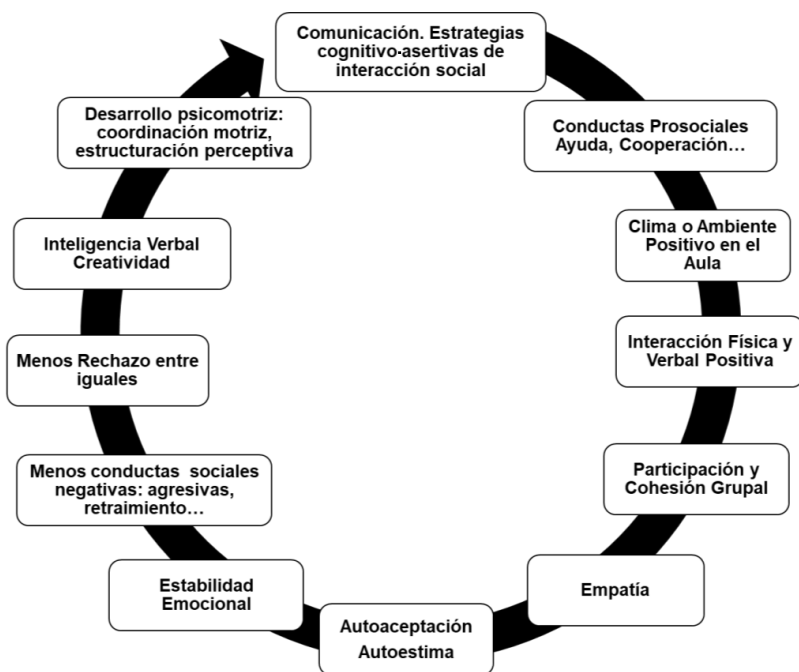 Comunicación. Estrategias
cognitivo-asertivas de
interacción social
Conductas Prosociales
Ayuda, Cooperación…
Clima o Ambiente
Positivo en el
Aula
Interacción Física y
Verbal Positiva
Participación y
Cohesión Grupal
Empatía
Autoaceptación
Autoestima
Estabilidad
Emocional
Menos conductas sociales
negativas: agresivas,
retraimiento…
Menos Rechazo entre
iguales
Inteligencia Verbal
Creatividad
Desarrollo psicomotriz:
coordinación motriz,
estructuración perceptiva